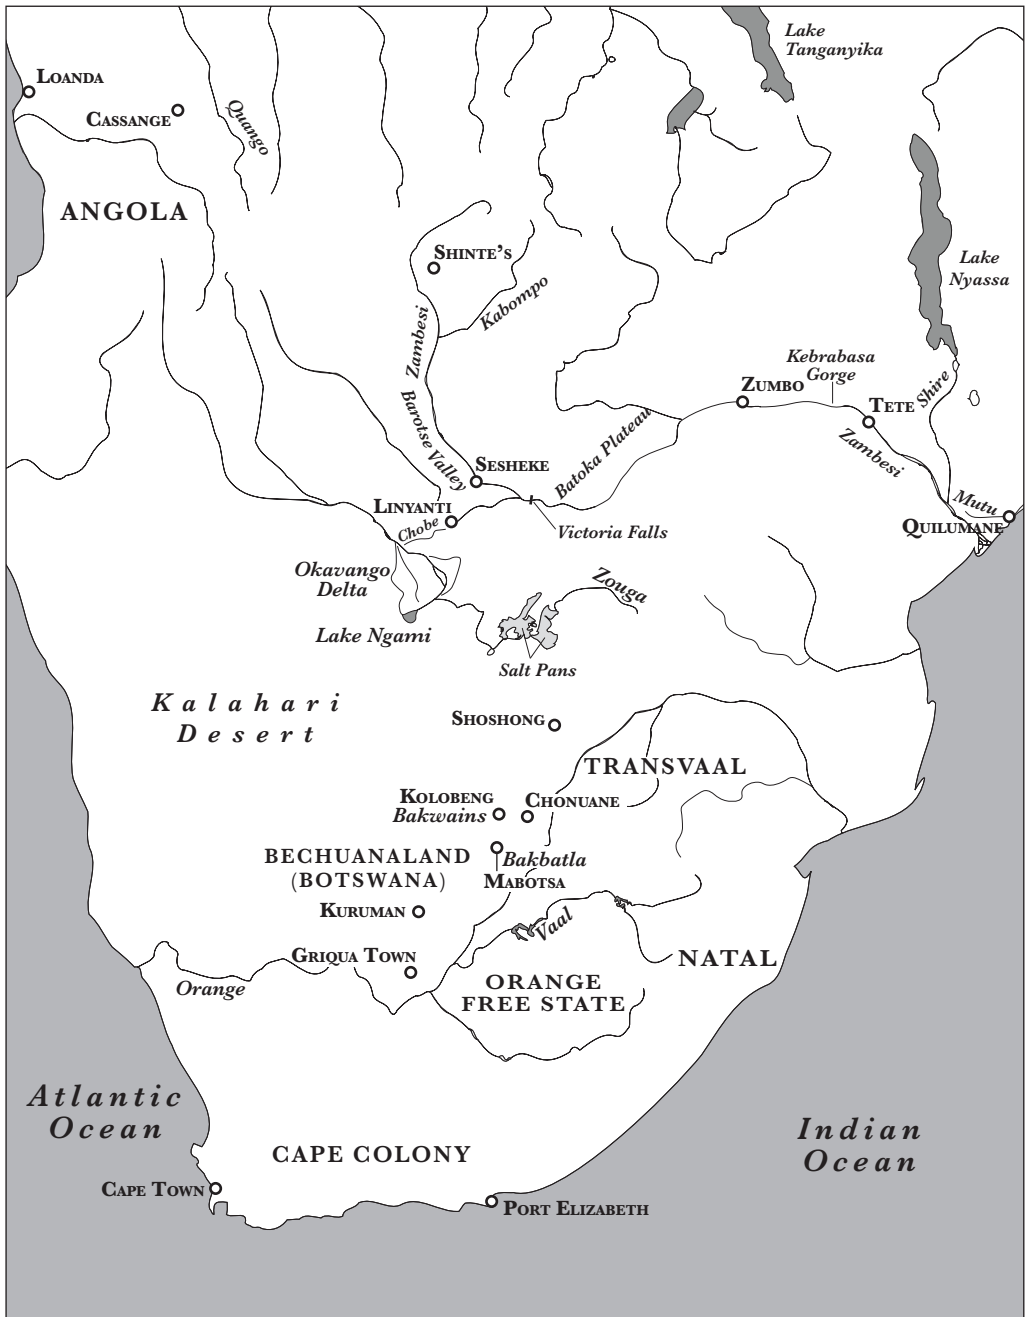 Lake
Tanganyika
LOANDA
CASSANGE
Quango
ANGOLA
SHINTE'S
Lake
Nyassa
Kabompo
Zambesi
Kebrabasa
Gorge
ZUMBO
TETE
Shire
Barotse Valley
Batoka Plateau
Zambesi
SESHEKE
LINYANTI
Chobe
Mutu
QUILUMANE
Victoria Falls
Okavango
Delta
Zouga
Lake Ngami
Salt Pans
Kalahari
Desert
SHOSHONG
TRANSVAAL
KOLOBENG
Bakwains
CHONUANE
BECHUANALAND
(BOTSWANA)
Bakbatla
MABOTSA
KURUMAN
Vaal
GRIQUA TOWN
NATAL
Orange
ORANGE
FREE STATE
Atlantic
Ocean
Indian
Ocean
CAPE COLONY
CAPE TOWN
PORT ELIZABETH